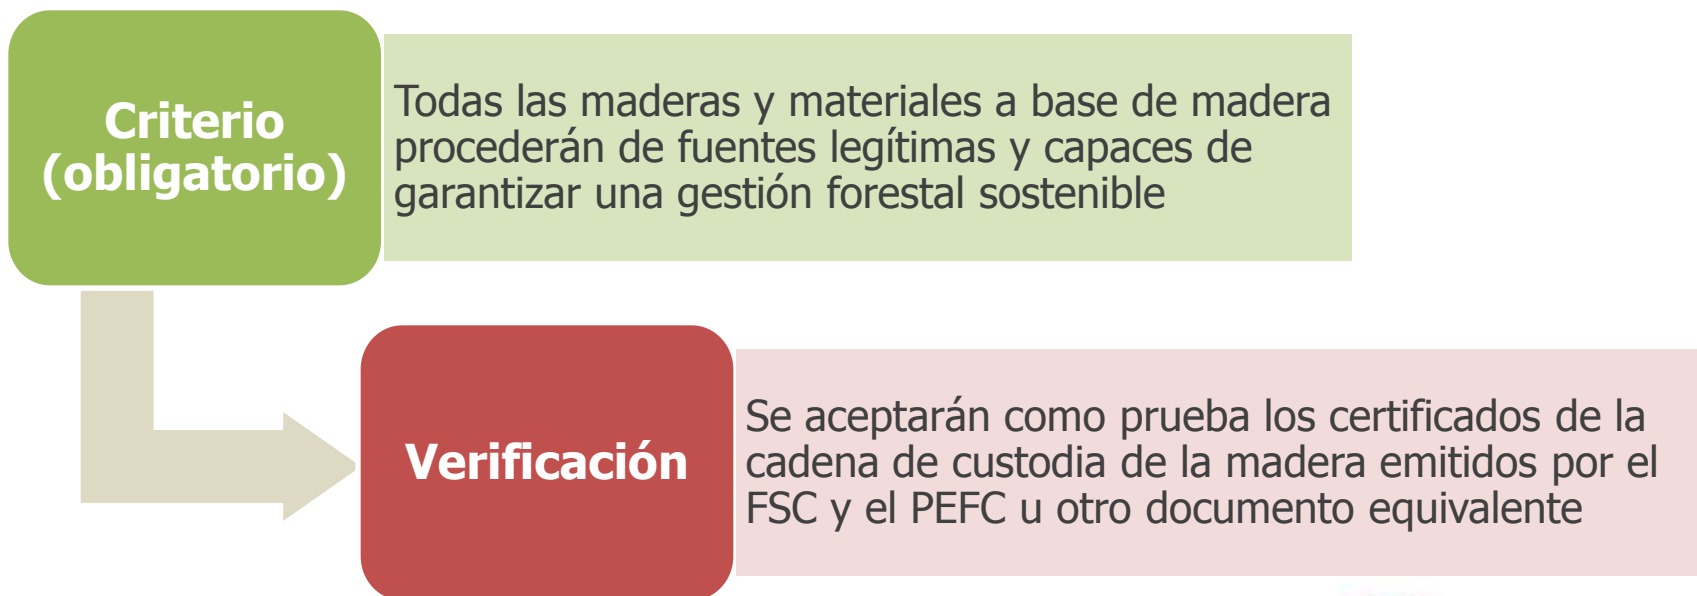 Criterio
(obligatorio)
Todas las maderas y materiales a base de madera
procederán de fuentes legítimas y capaces de
garantizar una gestión forestal sostenible
Verificación
Se aceptarán como prueba los certificados de la
cadena de custodia de la madera emitidos por el
FSC y el PEFC u otro documento equivalente